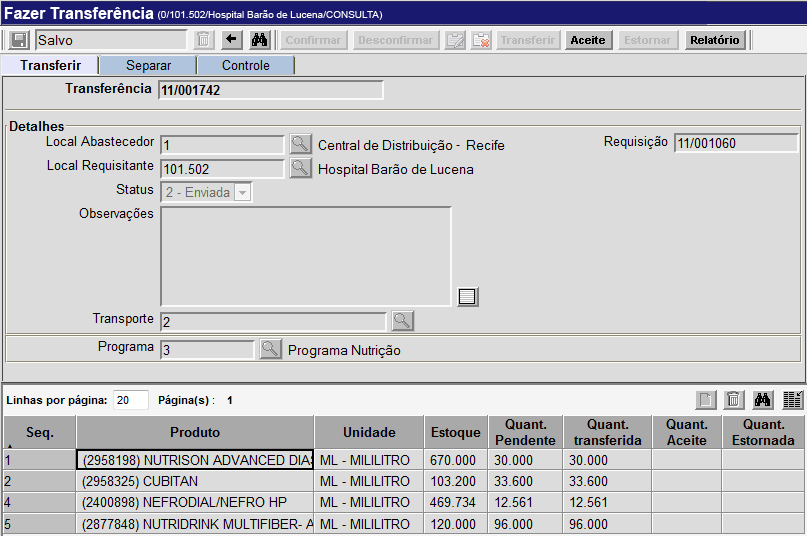 Fazer Transferência (0/101.502/Hospital Barão de Lucena/CONSULTA)
Salvo Confirmar Desconfirmar Transferir Aceite Estornar Relatório
Transferir Separar Controle
Transferência 11/001742
Detalhes
Local Abastecedor 1 Central de Distribuição - Recife Requisição 11/001060
Local Requisitante 101.502 Hospital Barão de Lucena
Status 2 - Enviada
Observações
Transporte 2
Programa 3 Programa Nutrição
Linhas por página: 20 Página(s) : 1
Seq. Produto Unidade Estoque Quant. Pendente Quant. transferida Quant. Aceite Quant. Estornada
1 (2958198) NUTRISON ADVANCED DIAS ML - MILILITRO 670.000 30.000 30.000
2 (2958325) CUBITAN ML - MILILITRO 103.200 33.600 33.600
4 (2400898) NEFRODIAL/NEFRO HP ML - MILILITRO 469.734 12.561 12.561
5 (2877848) NUTRIDRINK MULTIFIBER- A ML - MILILITRO 120.000 96.000 96.000